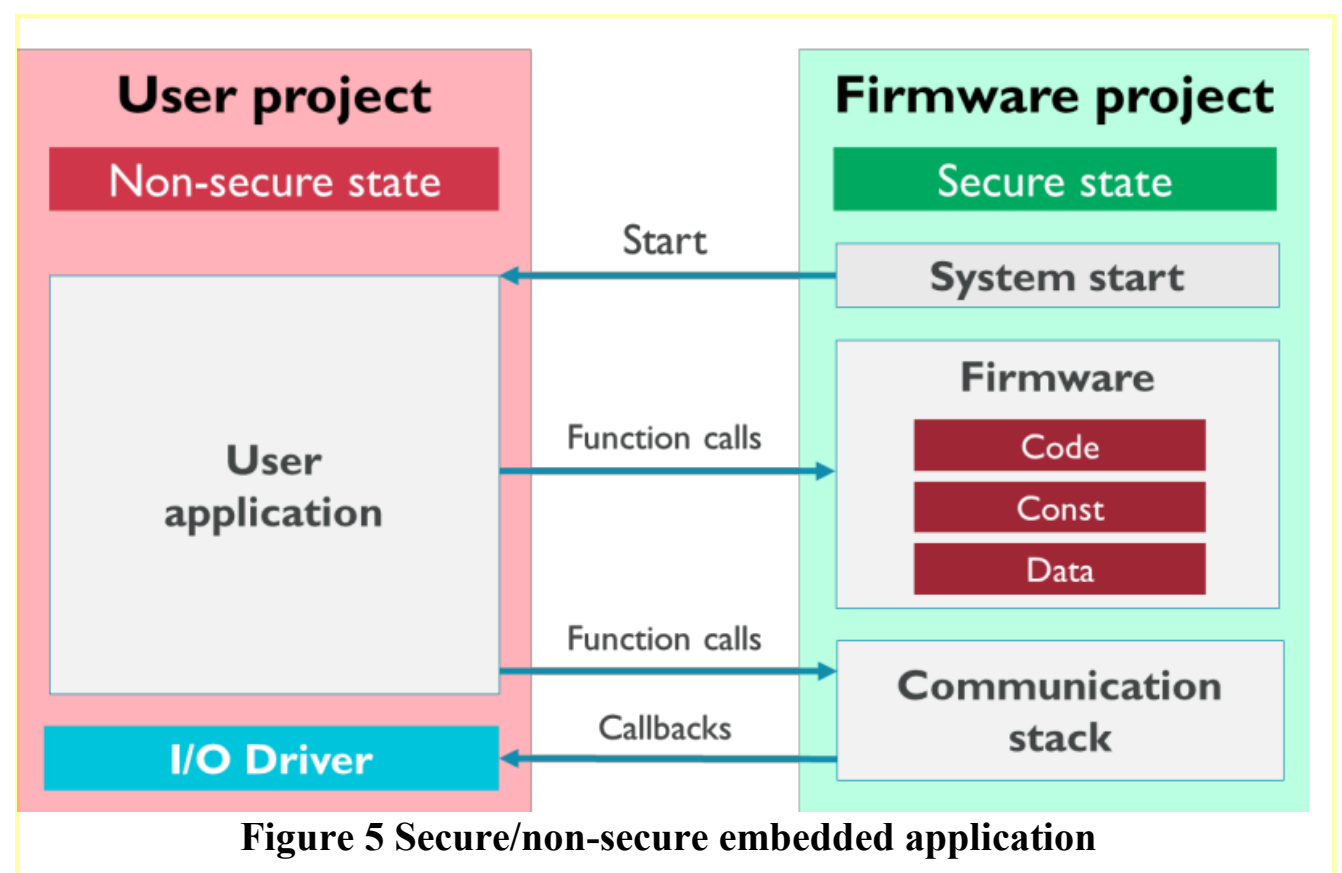 User project
Non-secure state
User
application
I/O Driver
Start
Function calls
Function calls
Callbacks
Firmware project
Secure state
System start
Firmware
Code
Const
Data
Communication
stack
Figure 5 Secure/non-secure embedded application